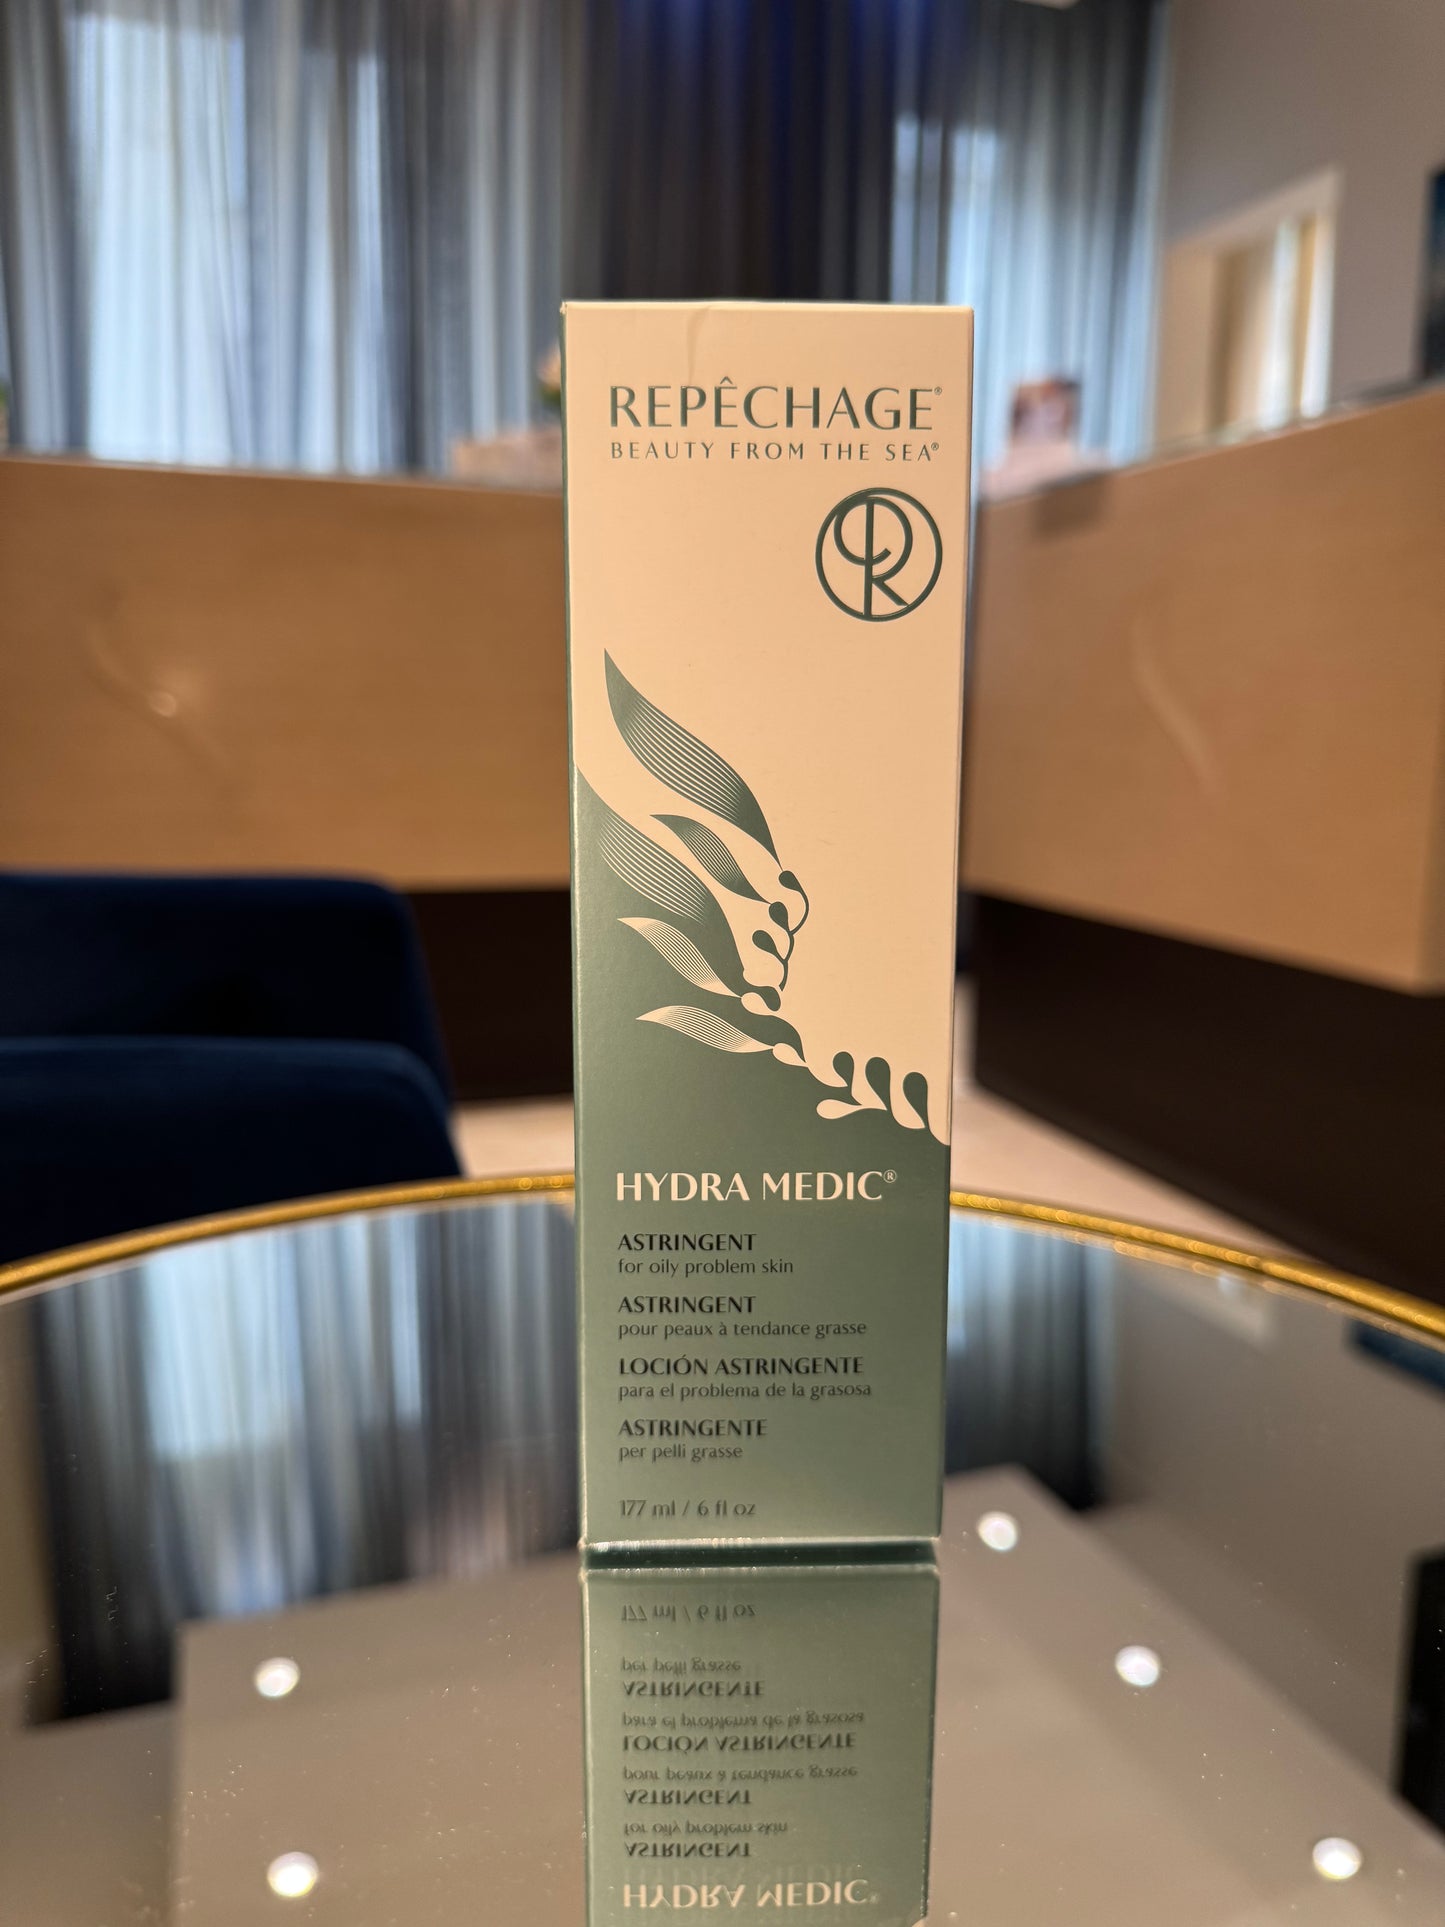 REPÊCHAGE®
BEAUTY FROM THE SEA®
HYDRA MEDIC®
ASTRINGENT
for oily problem skin
ASTRINGENT
pour peaux à tendance grasse
LOCIÓN ASTRINGENTE
para el problema de la grasosa
ASTRINGENTE
per pelli grasse
177 ml / 6 fl oz